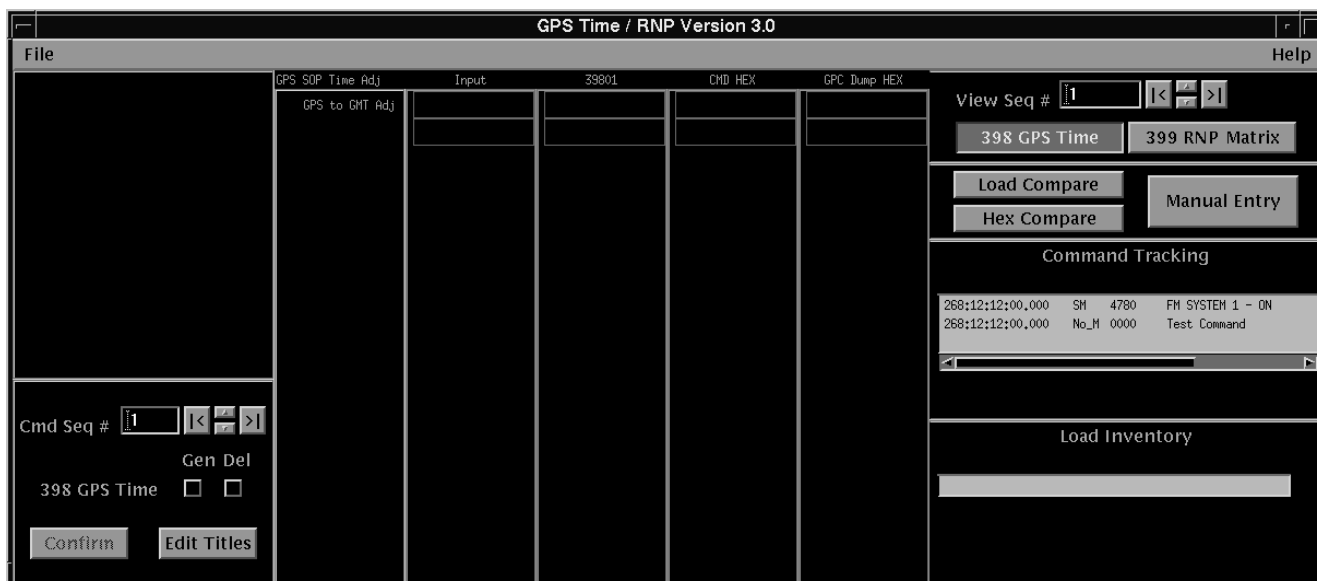 GPS Time / RNP Version 3.0
File Help
GPS SOP Time Adj Input 39801 CMD HEX GPC Dump HEX
GPS to GMT Adj
View Seq # 1 |< >|
398 GPS Time 399 RNP Matrix
Load Compare
Manual Entry
Hex Compare
Command Tracking
268:12:12:00.000 SM 4780 FM SYSTEM 1 - ON
268:12:12:00.000 No_M 0000 Test Command
Cmd Seq # 1 |< >|
Gen Del
398 GPS Time
Confirm Edit Titles
Load Inventory